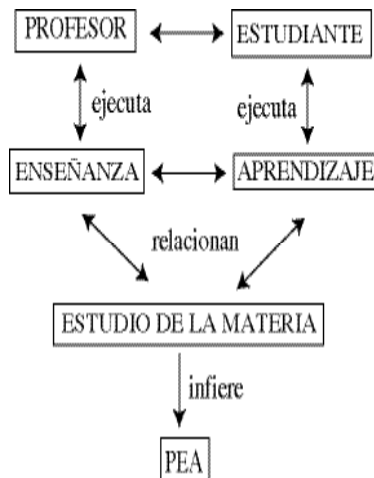 PROFESOR
ESTUDIANTE
ejecuta
ejecuta
ENSEÑANZA
APRENDIZAJE
relacionan
ESTUDIO DE LA MATERIA
infiere
PEA